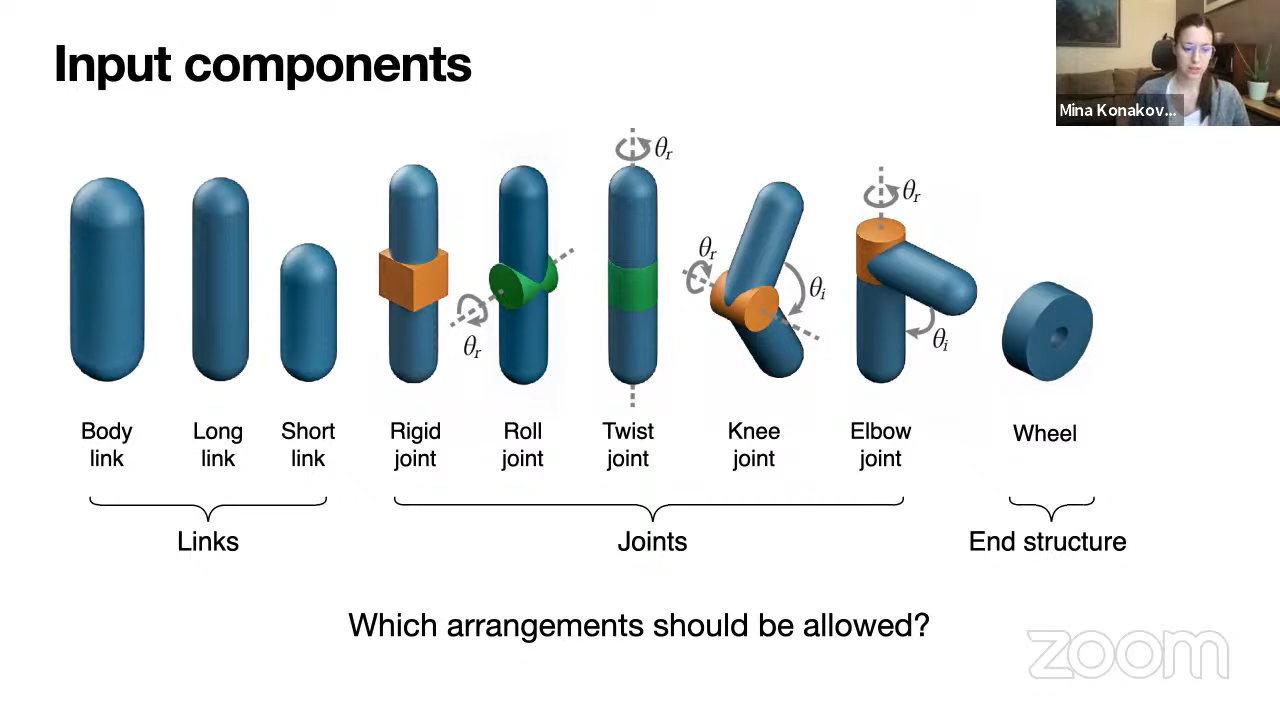 Input components
Mina Konakov...
θr
θr
θr
θi
θr
θr
θi
Body link
Long link
Short link
Rigid joint
Roll joint
Twist joint
Knee joint
Elbow joint
Wheel
Links
Joints
End structure
Which arrangements should be allowed?
zoom